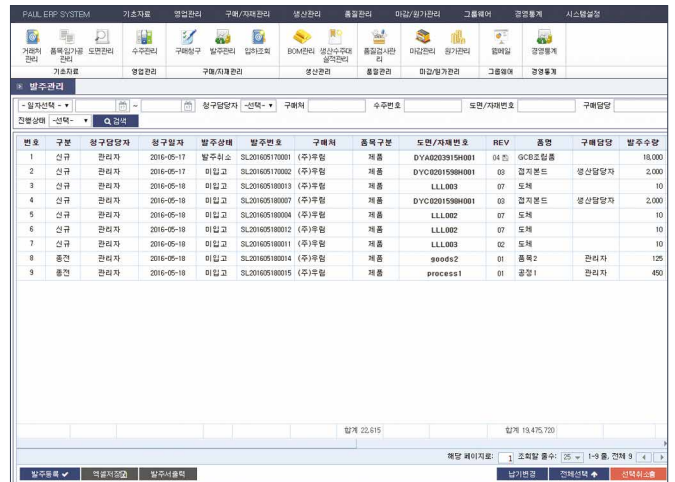 PAUL ERP SYSTEM 기초자료 영업관리 구매/자재관리 생산관리 품질관리 마감/원가관리 그룹웨어 경영통계 시스템설정
거래처관리 품목임가공관리 도면관리 수주관리 구매청구 발주관리 입하조회 BOM관리 생산수주대실적관리 품질검사관리 마감관리 원가관리 웹메일 경영통계
기초자료 영업관리 구매/자재관리 생산관리 품질관리 마감/원가관리 그룹웨어 경영통계
발주관리
- 일자선택 - ~ 청구담당자 -선택- 구매처 수주번호 도면/자재번호 구매담당
진행상태 -선택- 검색
번호 구분 청구담당자 청구일자 발주상태 발주번호 구매처 품목구분 도면/자재번호 REV 품명 구매담당 발주수량
1 신규 관리자 2016-05-17 발주취소 SL201605170001 (주)우림 제품 DYA0203915H001 04 GCB조립품 18,000
2 신규 관리자 2016-05-17 미입고 SL201605170002 (주)우림 제품 DYC0201598H001 03 접지본드 생산담당자 2,000
3 신규 관리자 2016-05-18 미입고 SL201605180013 (주)우림 제품 LLL003 07 도체 10
4 신규 관리자 2016-05-18 미입고 SL201605180007 (주)우림 제품 DYC0201598H001 03 접지본드 생산담당자 2,000
5 신규 관리자 2016-05-18 미입고 SL201605180004 (주)우림 제품 LLL002 07 도체 10
6 신규 관리자 2016-05-18 미입고 SL201605180012 (주)우림 제품 LLL002 07 도체 10
7 신규 관리자 2016-05-18 미입고 SL201605180011 (주)우림 제품 LLL003 02 도체 10
8 종전 관리자 2016-05-18 미입고 SL201605180014 (주)우림 제품 goods2 01 품목2 관리자 125
9 종전 관리자 2016-05-18 미입고 SL201605180015 (주)우림 제품 process1 01 공정1 관리자 450
합계 22,615 합계 19,475,720
해당 페이지로: 1 조회할 줄수: 25 1-9 줄, 전체 9
발주등록 엑셀저장 발주서출력 납기변경 전체선택 선택취소